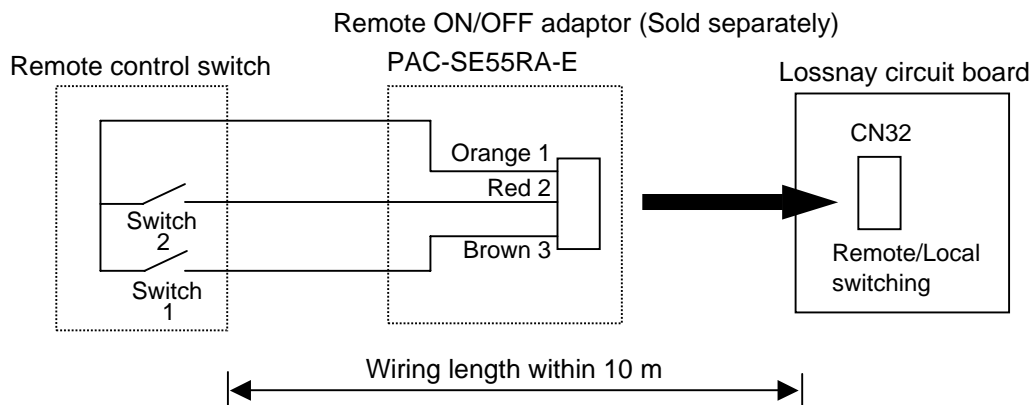 Remote ON/OFF adaptor (Sold separately)
PAC-SE55RA-E
Remote control switch
Lossnay circuit board
CN32
Orange 1
Red 2
Switch
2
Brown 3
Remote/Local
switching
Switch
1
Wiring length within 10 m